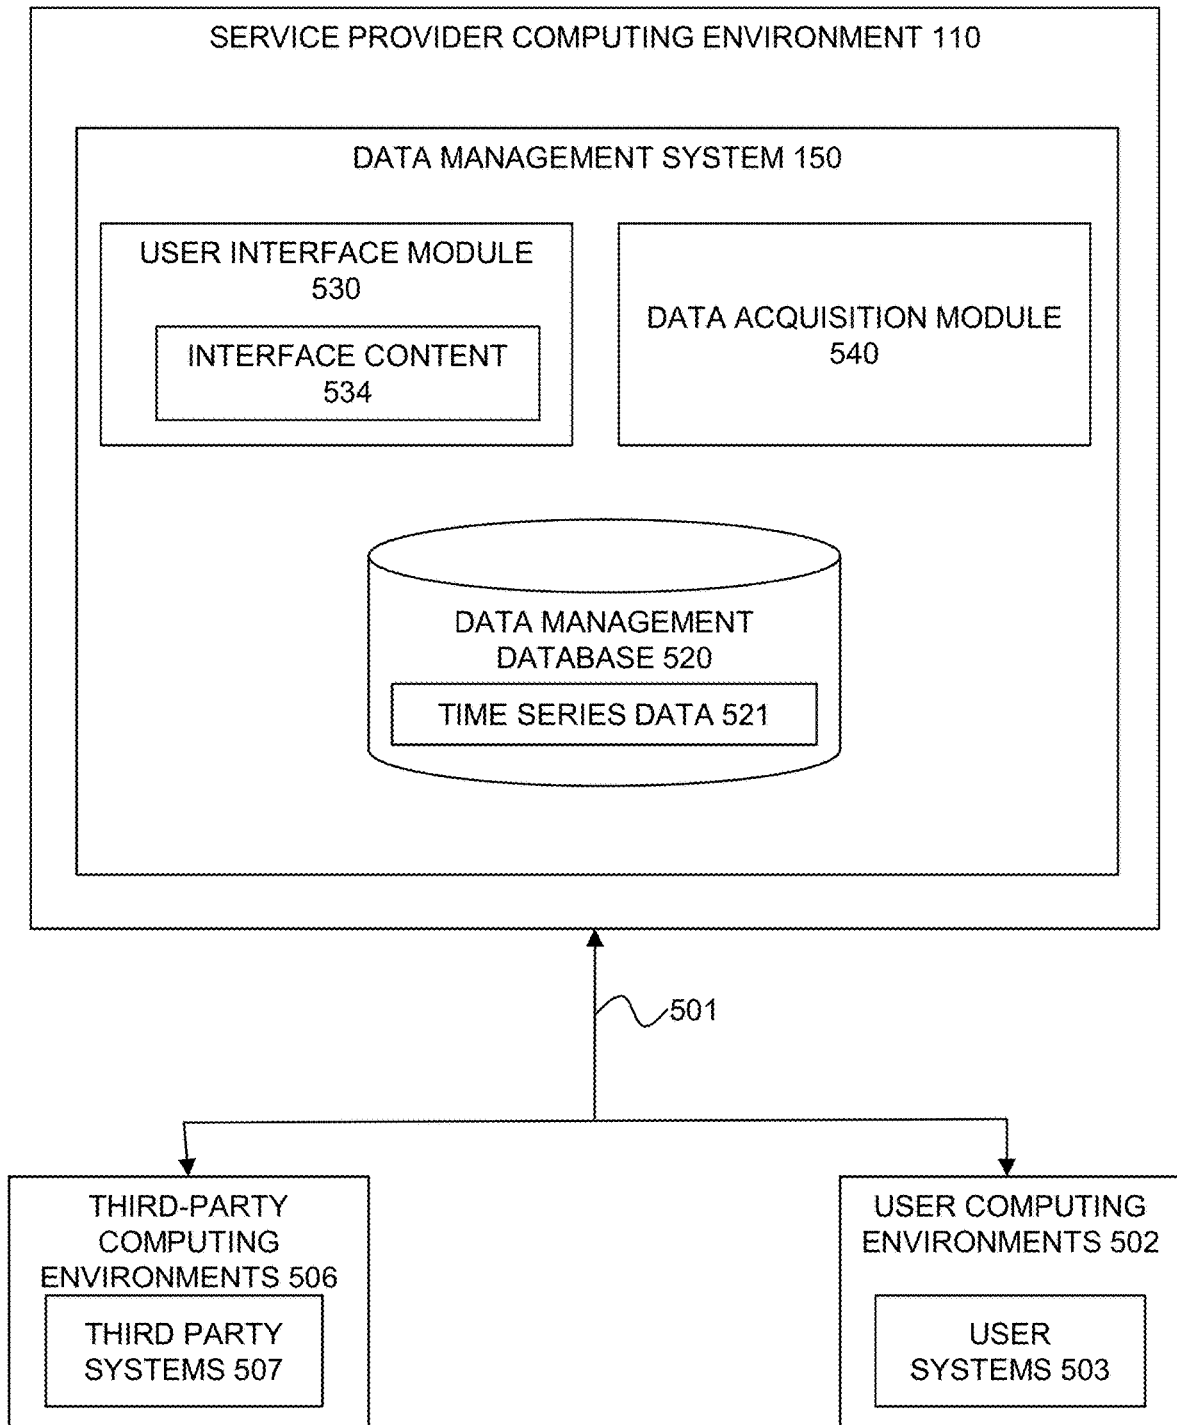 SERVICE PROVIDER COMPUTING ENVIRONMENT 110
DATA MANAGEMENT SYSTEM 150
USER INTERFACE MODULE
530
INTERFACE CONTENT
534
DATA ACQUISITION MODULE
540
DATA MANAGEMENT
DATABASE 520
TIME SERIES DATA 521
501
THIRD-PARTY
COMPUTING
ENVIRONMENTS 506
THIRD PARTY
SYSTEMS 507
USER COMPUTING
ENVIRONMENTS 502
USER
SYSTEMS 503